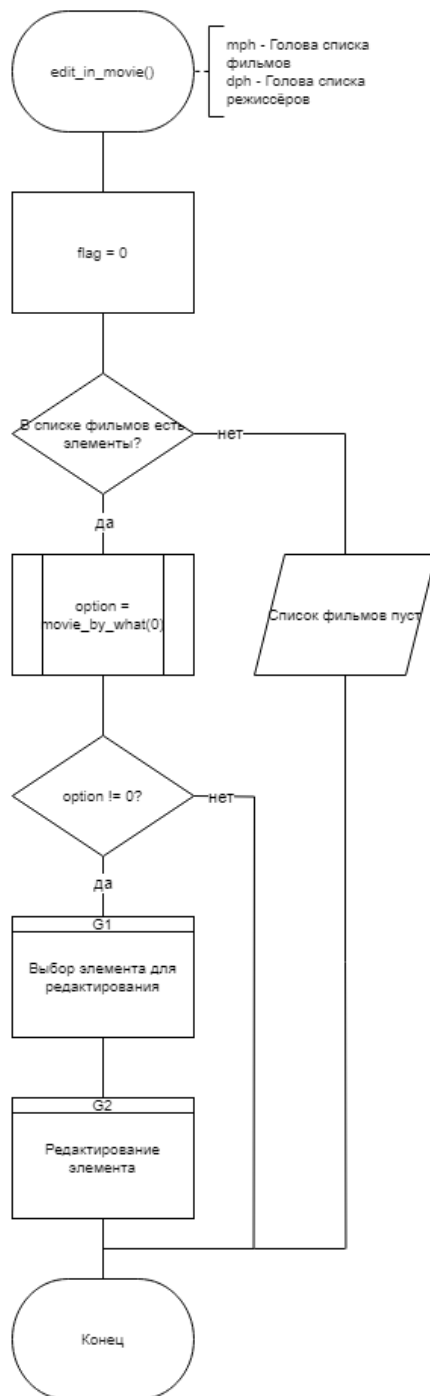 edit_in_movie()
mph - Голова списка
фильмов
dph - Голова списка
режиссёров
flag = 0
В списке фильмов есть
элементы?
нет
да
option =
movie_by_what(0)
Список фильмов пуст
option != 0?
нет
да
G1
Выбор элемента для
редактирования
G2
Редактирование
элемента
Конец